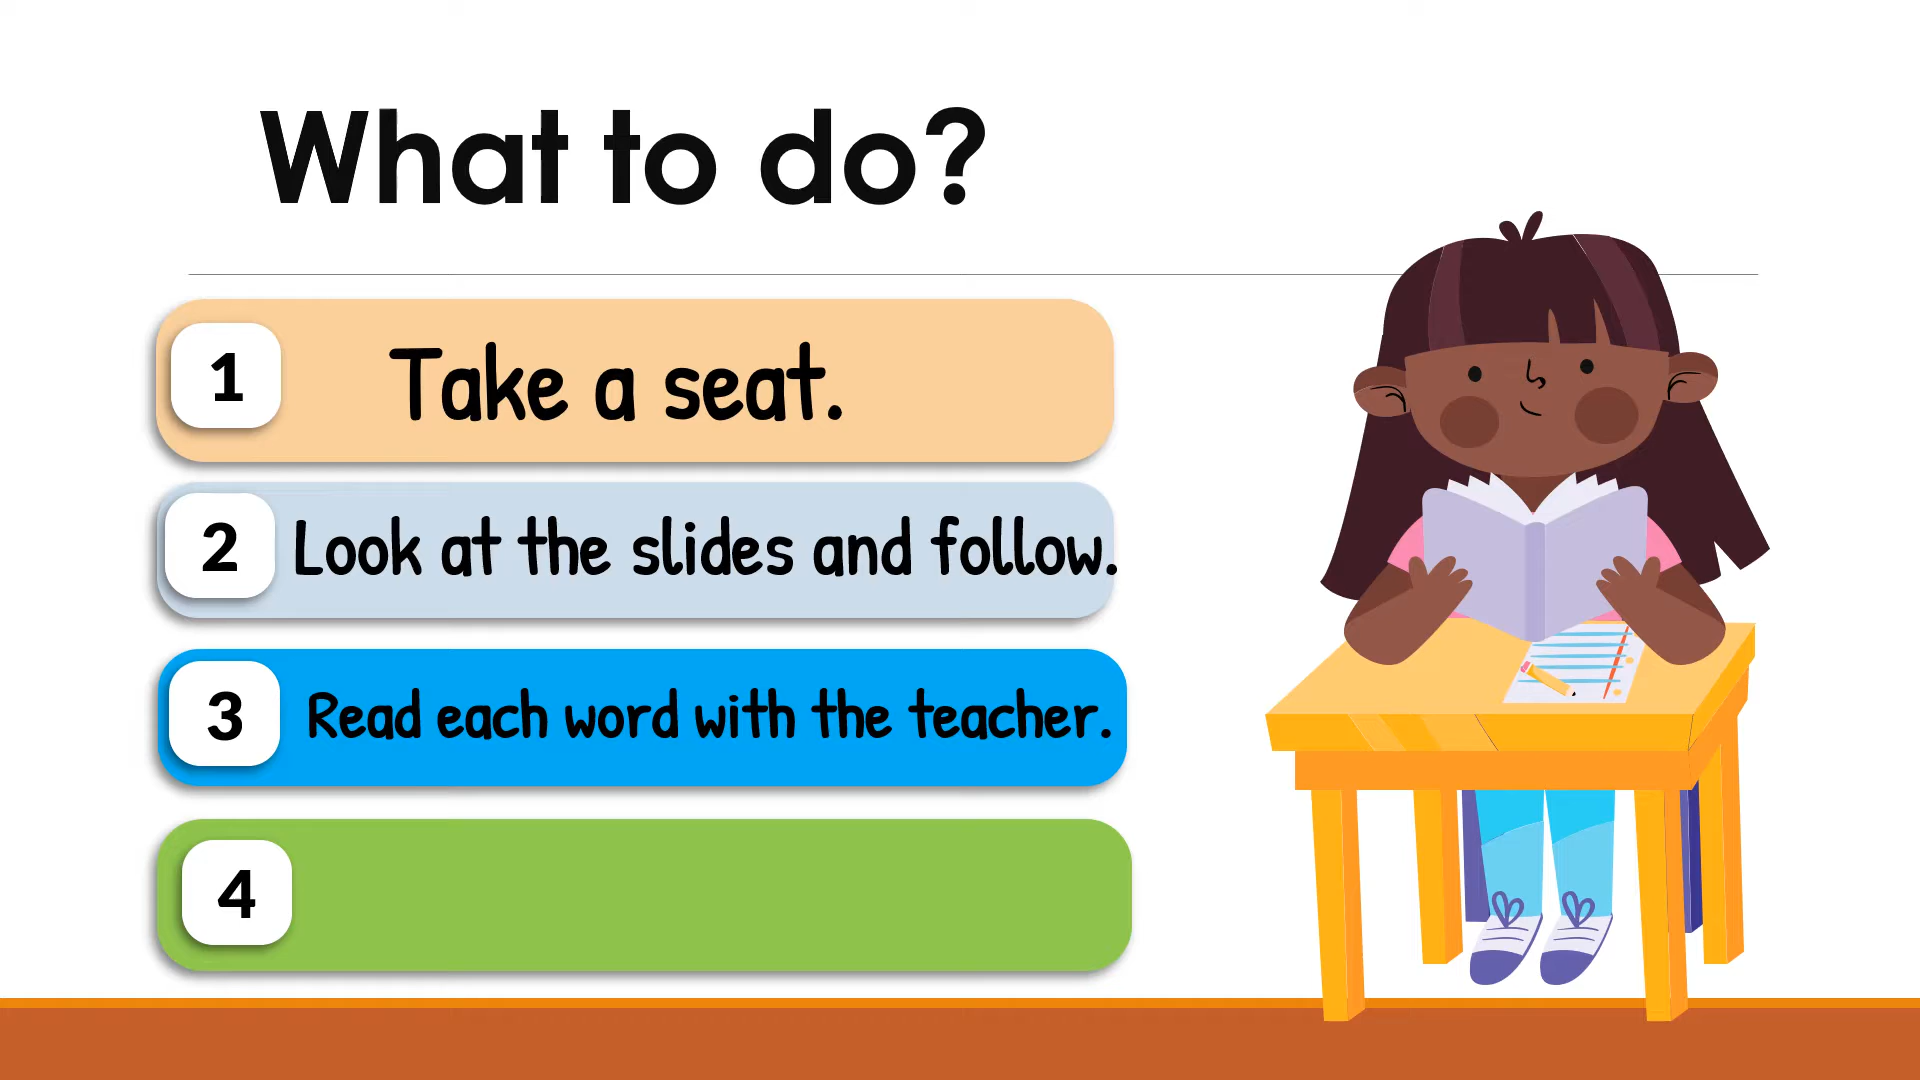 What to do?
1 Take a seat.
2 Look at the slides and follow.
3 Read each word with the teacher.
4